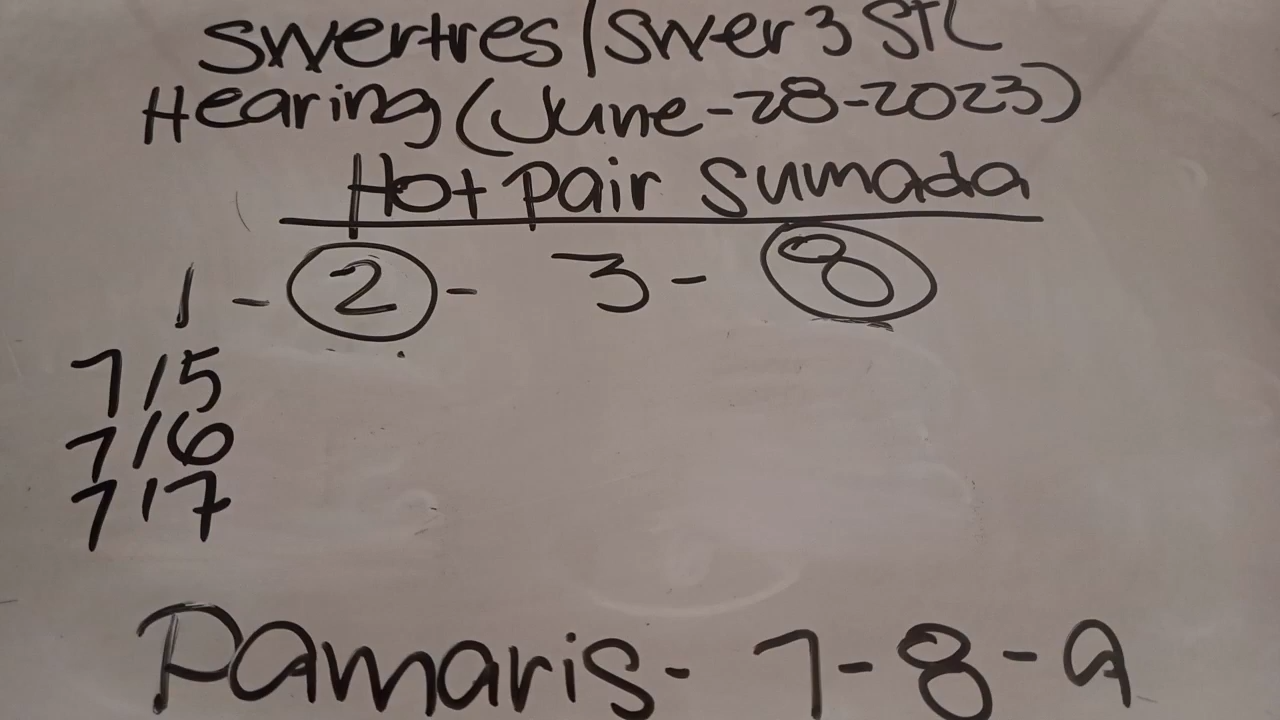 Swertres/Swer3 STL
Hearing (June-28-2023)
Hot pair Sumada
1 - 2 - 3 - 8
7/5
7/6
7/7
Pamaris- 7-8-9